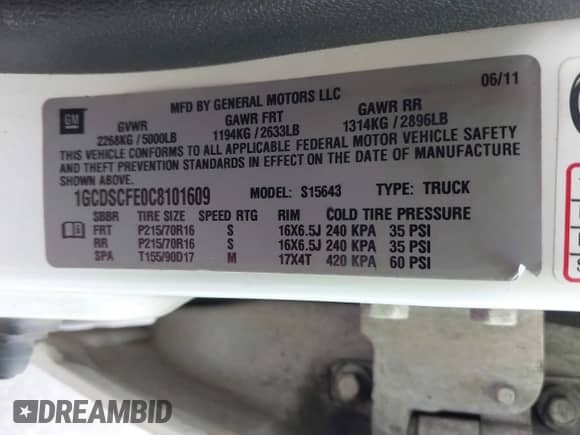 GM
MFD BY GENERAL MOTORS LLC
06/11
GVWR GAWR FRT GAWR RR
2268KG / 5000LB 1194KG / 2633LB 1314KG / 2896LB
THIS VEHICLE CONFORMS TO ALL APPLICABLE FEDERAL MOTOR VEHICLE SAFETY
AND THEFT PREVENTION STANDARDS IN EFFECT ON THE DATE OF MANUFACTURE
SHOWN ABOVE.
1GCDSCFE0C8101609 MODEL: S15643 TYPE: TRUCK
SBBR TIRE SIZE SPEED RTG RIM COLD TIRE PRESSURE
FRT P215/70R16 S 16X6.5J 240 KPA 35 PSI
RR P215/70R16 S 16X6.5J 240 KPA 35 PSI
SPA T155/90D17 M 17X4T 420 KPA 60 PSI
DREAMBID